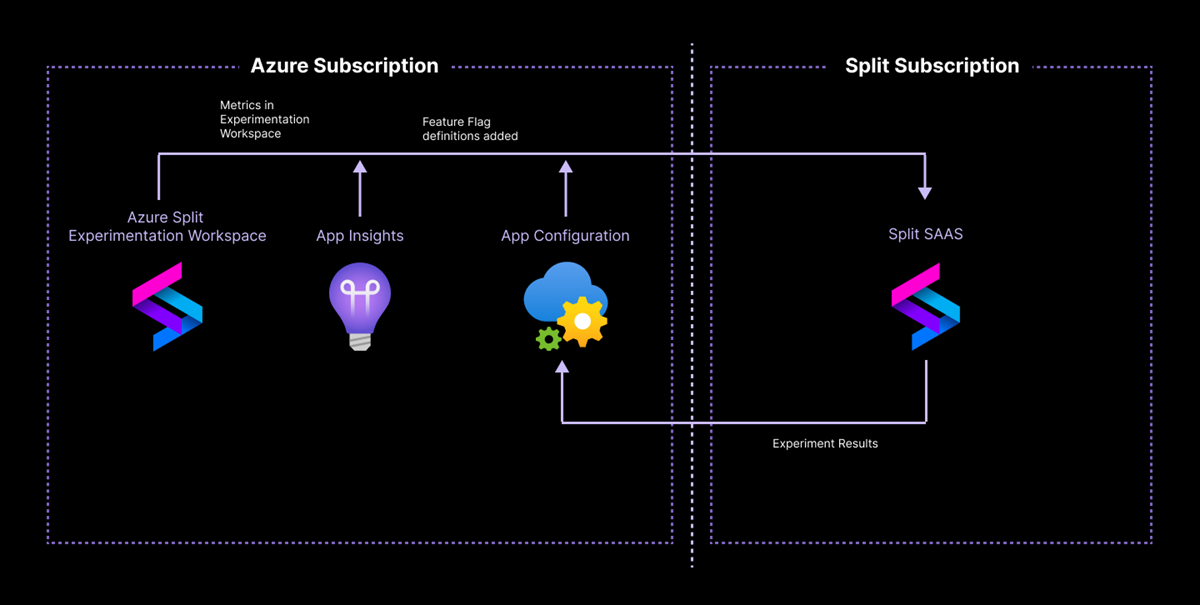 Azure Subscription
Split Subscription
Metrics in
Experimentation
Workspace
Feature Flag
definitions added
Azure Split
Experimentation Workspace
App Insights
App Configuration
Split SAAS
Experiment Results